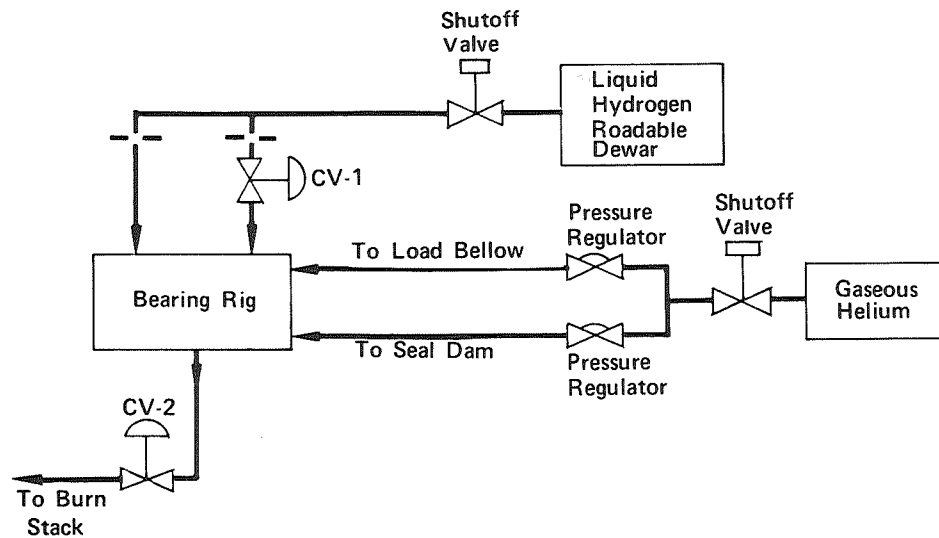 Shutoff
Valve
Liquid
Hydrogen
Roadable
Dewar
CV-1
Shutoff
Valve
Pressure
Regulator
To Load Bellow
Bearing Rig
Gaseous
Helium
To Seal Dam
Pressure
Regulator
CV-2
To Burn
Stack